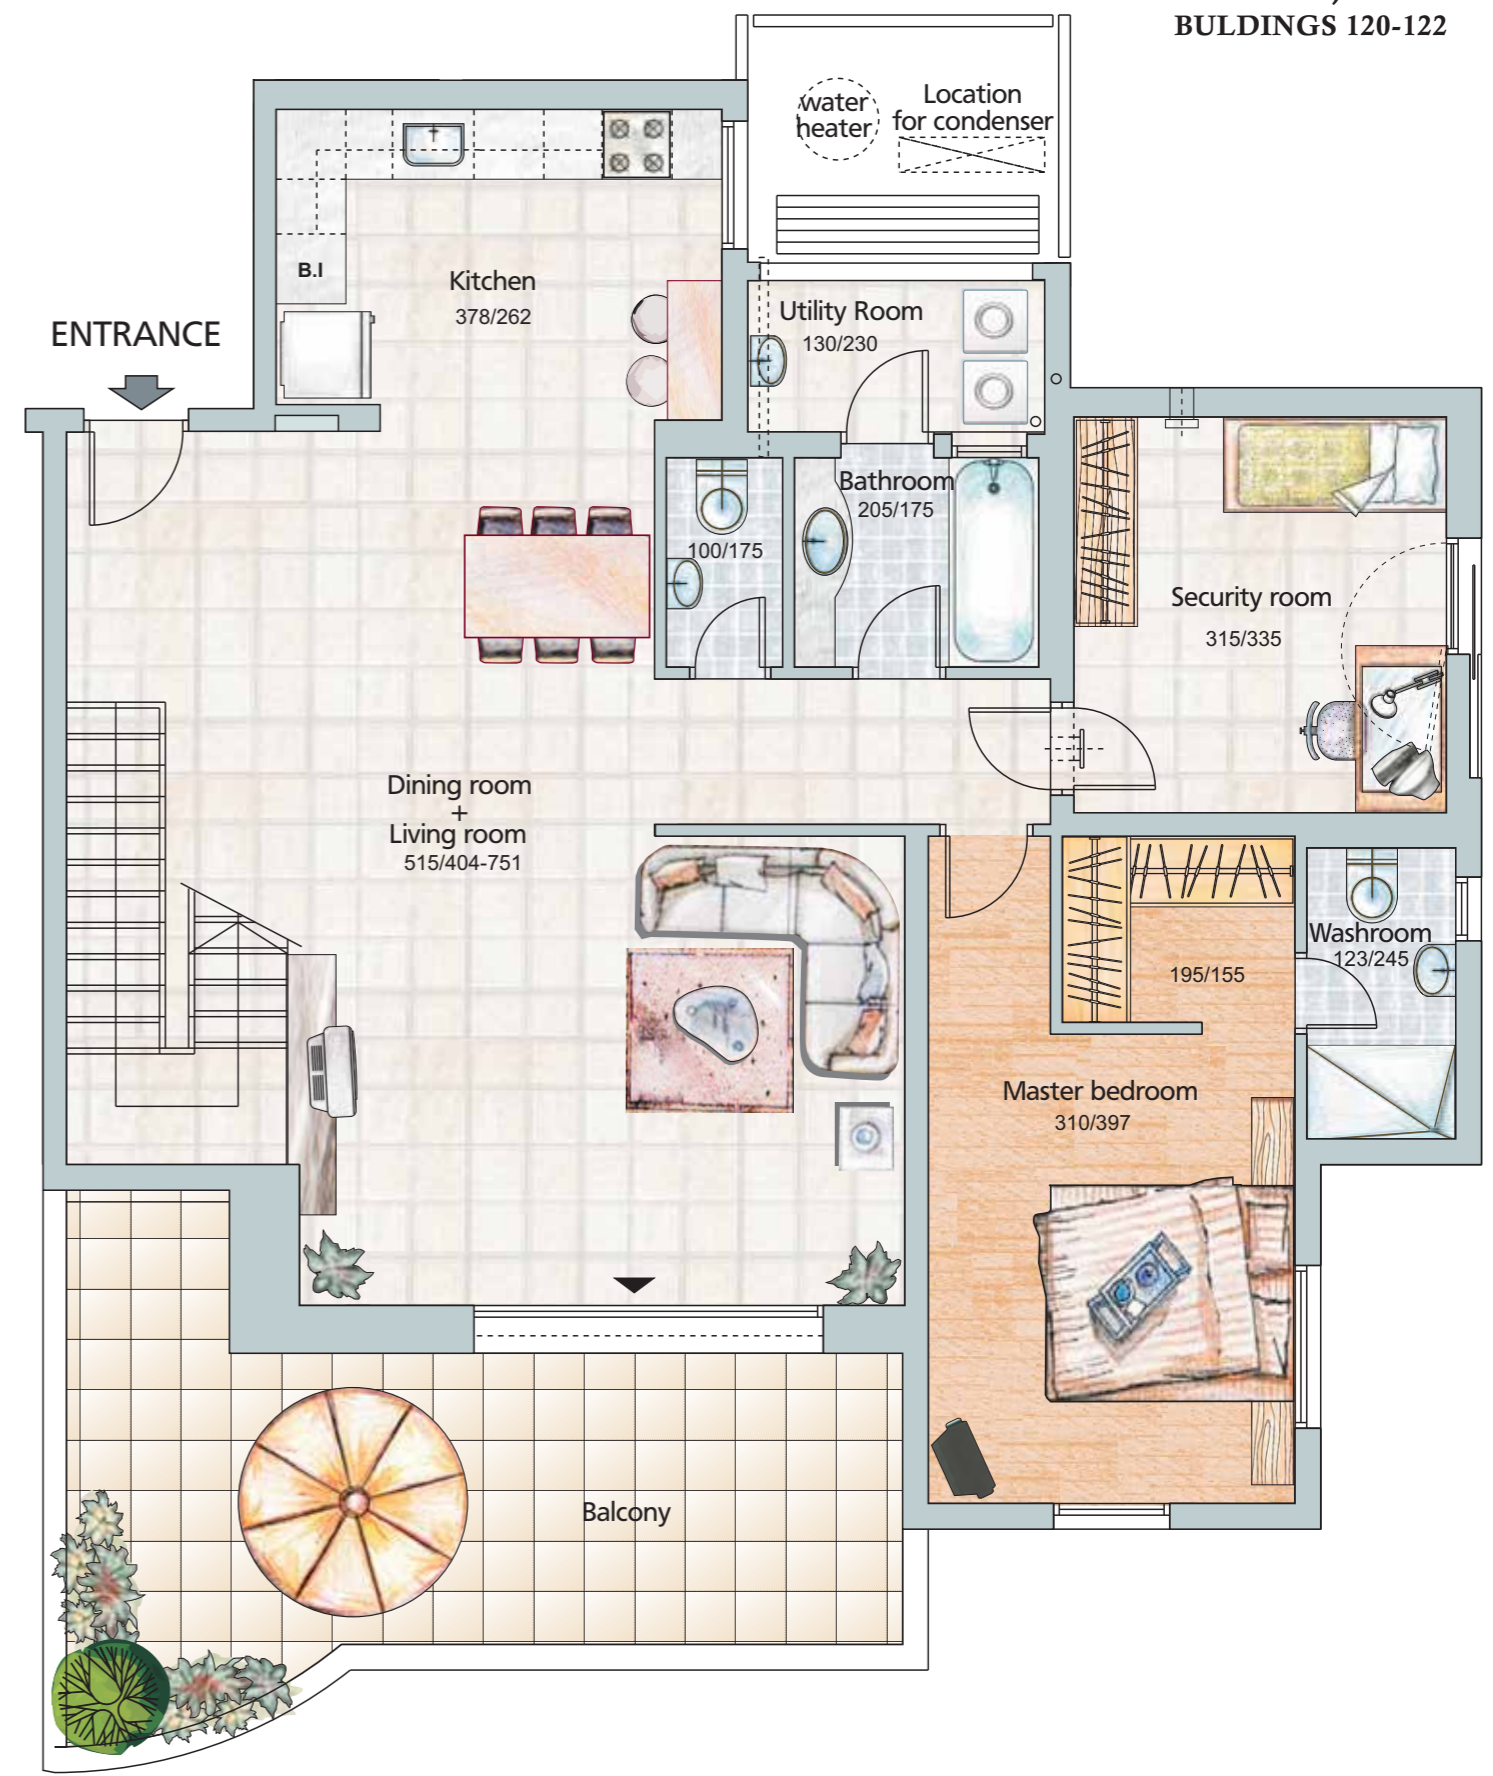 BULDINGS 120-122
water
heater
Location
for condenser
B.I
Kitchen
378/262
Utility Room
130/230
ENTRANCE
Bathroom
205/175
100/175
Security room
315/335
Dining room
+
Living room
515/404-751
Washroom
123/245
195/155
Master bedroom
310/397
Balcony